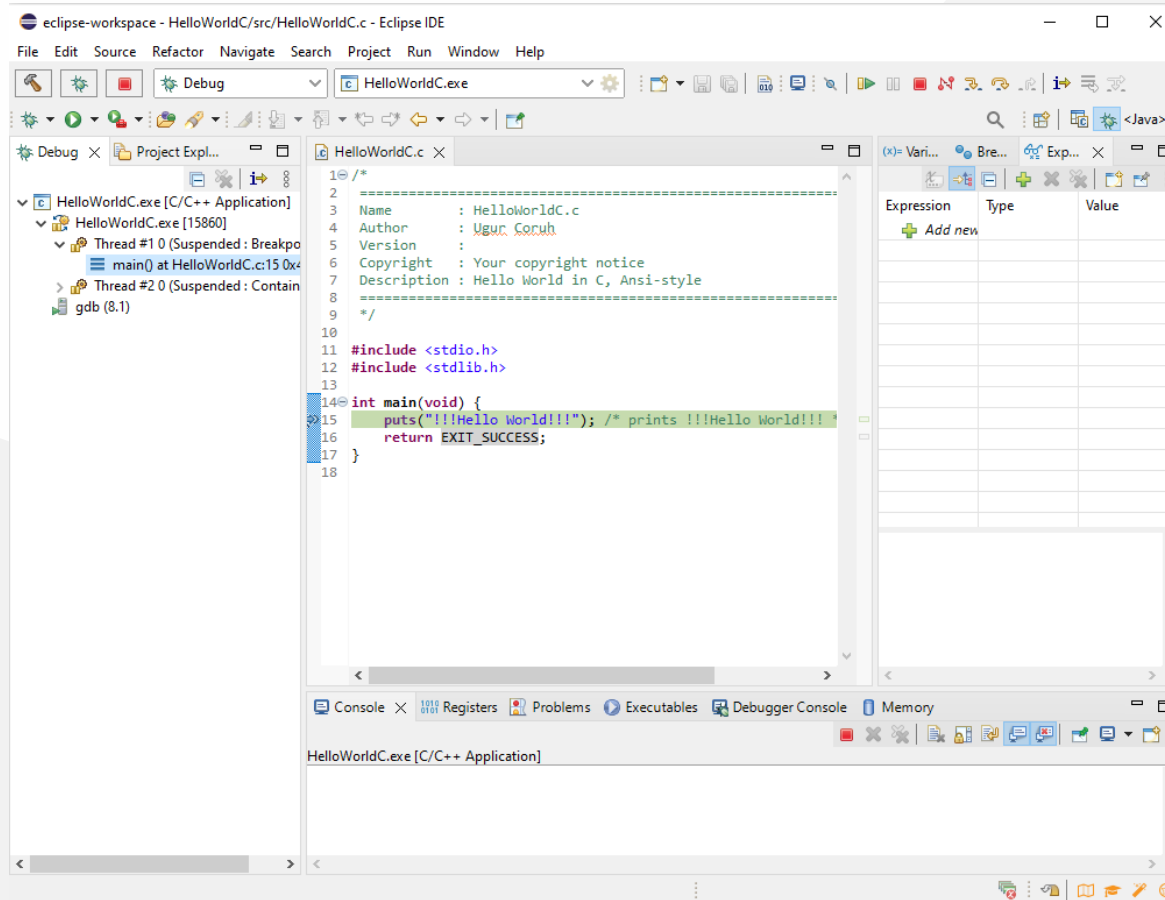 eclipse-workspace - HelloWorldC/src/HelloWorldC.c - Eclipse IDE
File Edit Source Refactor Navigate Search Project Run Window Help
Debug
HelloWorldC.exe
<Java>
Debug
Project Expl...
HelloWorldC.exe [C/C++ Application]
HelloWorldC.exe [15860]
Thread #1 0 (Suspended : Breakpo
main() at HelloWorldC.c:15 0x4
Thread #2 0 (Suspended : Contain
gdb (8.1)
HelloWorldC.c
1 /*
2 ============================================================
3 Name : HelloWorldC.c
4 Author : Ugur Coruh
5 Version :
6 Copyright : Your copyright notice
7 Description : Hello World in C, Ansi-style
8 ============================================================
9 */
10
11 #include <stdio.h>
12 #include <stdlib.h>
13
14 int main(void) {
15 puts("!!!Hello World!!!"); /* prints !!!Hello World!!! *
16 return EXIT_SUCCESS;
17 }
18
(x)= Vari...
Bre...
Exp...
Expression Type Value
Add new
Console
1010 0101 Registers
Problems
Executables
Debugger Console
Memory
HelloWorldC.exe [C/C++ Application]